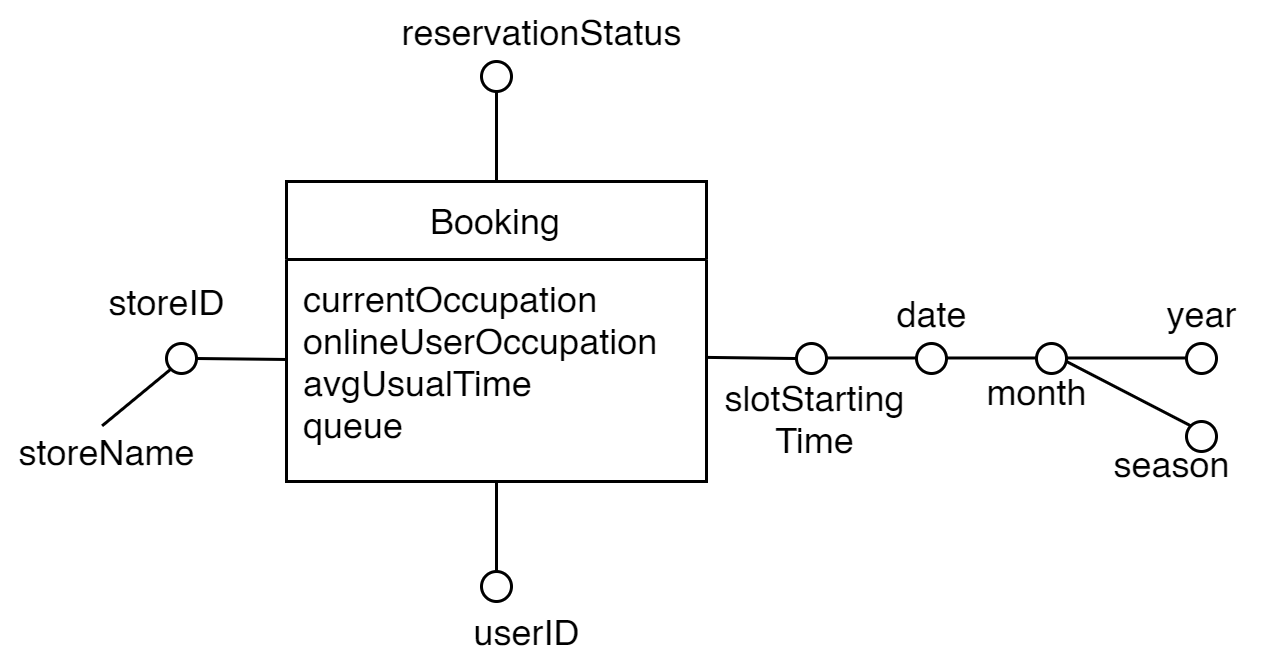 reservationStatus
Booking
storeID
currentOccupation
onlineUserOccupation
avgUsualTime
queue
storeName
date
year
slotStarting
Time
month
season
userID